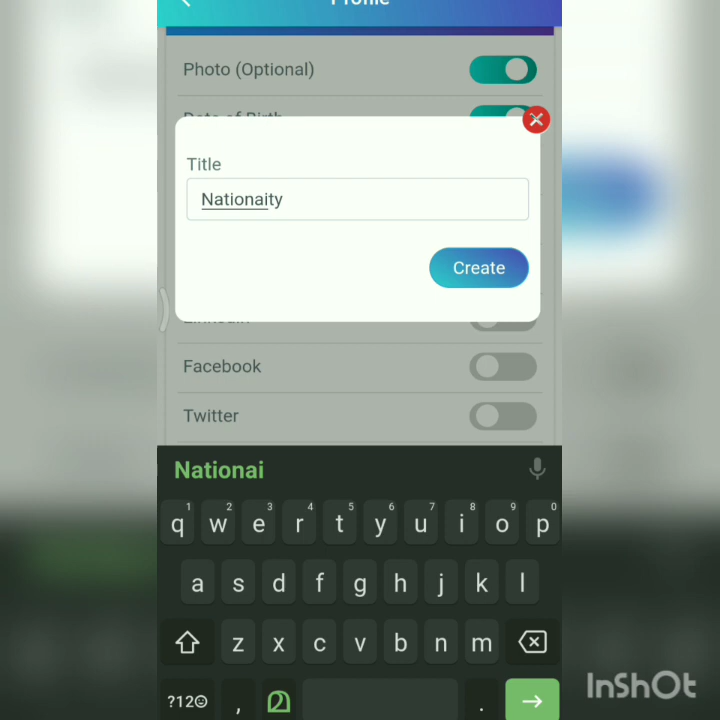 Profile
Photo (Optional)
Date of Birth
Title
Nationaity
Create
Facebook
Twitter
Nationai
1 2 3 4 5 6 7 8 9 0
q w e r t y u i o p
a s d f g h j k l
z x c v b n m
?123☺ , മ .
InShOt